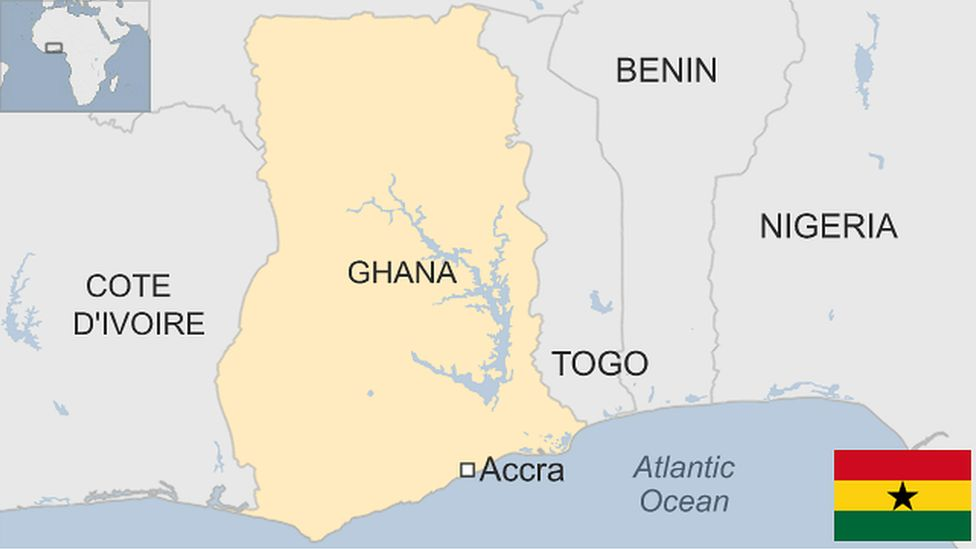 BENIN
NIGERIA
GHANA
COTE
D'IVOIRE
TOGO
Accra
Atlantic
Ocean